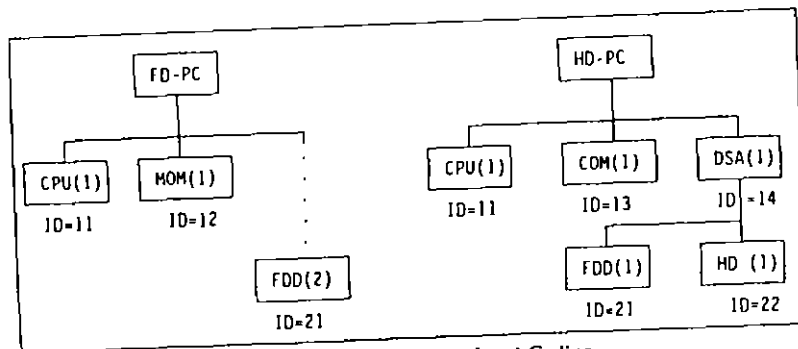 FD-PC
HD-PC
CPU(1)
MOM(1)
CPU(1)
COM(1)
DSA(1)
ID=11
ID=12
ID=11
ID=13
ID =14
FDD(2)
FDD(1)
HD (1)
ID=21
ID=21
ID=22